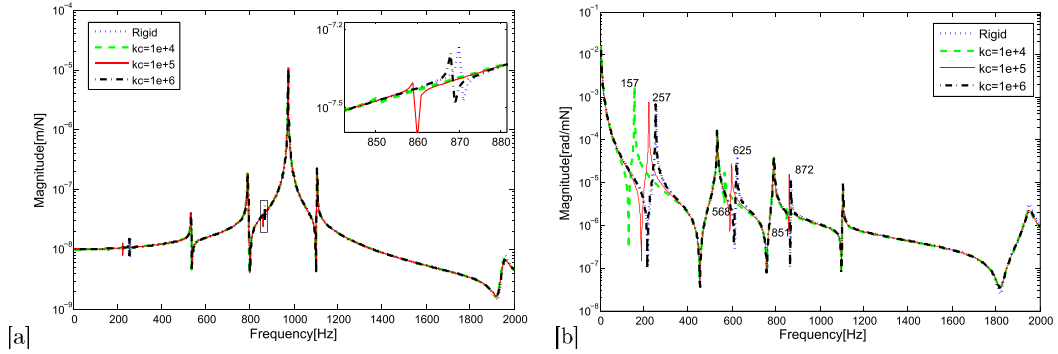 Rigid
kc=1e+4
kc=1e+5
kc=1e+6
10^-7.2
10^-7.5
840 850 860 870 880
10^-4
10^-5
10^-6
10^-7
10^-8
10^-9
Magnitude[m/N]
0 200 400 600 800 1000 1200 1400 1600 1800 2000
Frequency[Hz]
[a]
Rigid
kc=1e+4
kc=1e+5
kc=1e+6
157
257
625
872
568
851
10^-1
10^-2
10^-3
10^-4
10^-5
10^-6
10^-7
10^-8
Magnitude[rad/mN]
0 200 400 600 800 1000 1200 1400 1600 1800 2000
Frequency[Hz]
[b]